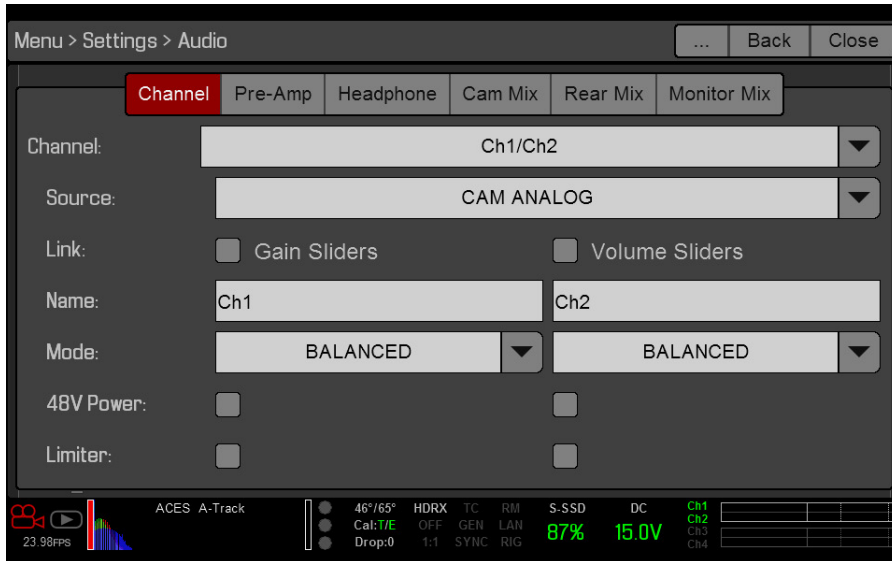 Menu > Settings > Audio
... Back Close
Channel Pre-Amp Headphone Cam Mix Rear Mix Monitor Mix
Channel: Ch1/Ch2
Source: CAM ANALOG
Link: Gain Sliders Volume Sliders
Name: Ch1 Ch2
Mode: BALANCED BALANCED
48V Power:
Limiter:
ACES A-Track 46°/65° HDRX TC RM S-SSD DC Ch1
Cal:T/E OFF GEN LAN 87% 15.0V Ch2
23.98FPS Drop:0 1:1 SYNC RIG Ch3
Ch4